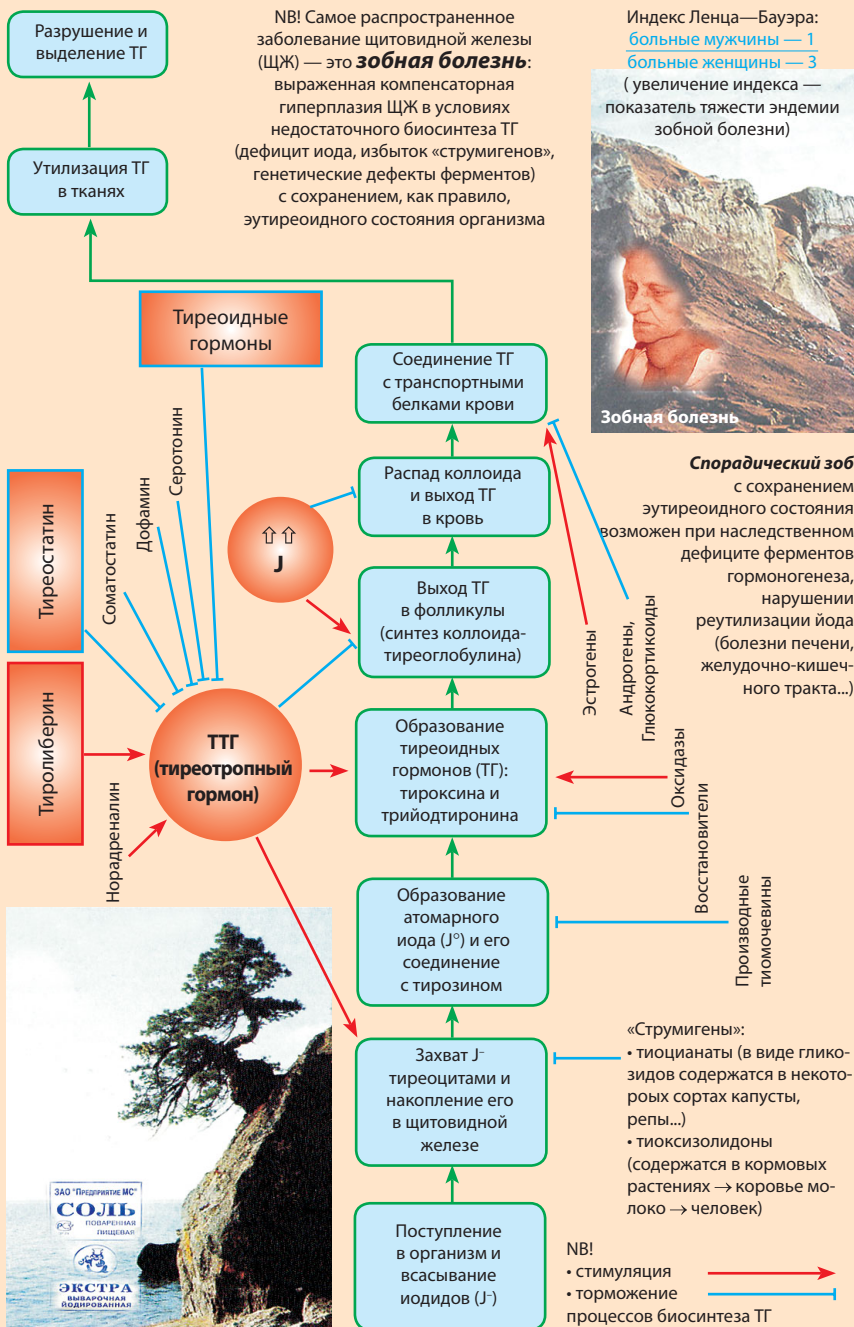 Разрушение и
выделение ТГ
Утилизация ТГ
в тканях
NB! Самое распространенное
заболевание щитовидной железы
(ЩЖ) — это зобная болезнь:
выраженная компенсаторная
гиперплазия ЩЖ в условиях
недостаточного биосинтеза ТГ
(дефицит иода, избыток «струмигенов»,
генетические дефекты ферментов)
с сохранением, как правило,
эутиреоидного состояния организма
Индекс Ленца—Бауэра:
больные мужчины — 1
больные женщины — 3
( увеличение индекса —
показатель тяжести эндемии
зобной болезни)
Зобная болезнь
Тиреоидные
гормоны
Соединение ТГ
с транспортными
белками крови
Распад коллоида
и выход ТГ
в кровь
⇧⇧
J
Выход ТГ
в фолликулы
(синтез коллоида-
тиреоглобулина)
Спорадический зоб
с сохранением
эутиреоидного состояния
возможен при наследственном
дефиците ферментов
гормоногенеза,
нарушении
реутилизации йода
(болезни печени,
желудочно-кишеч-
ного тракта...)
Тиреостатин
Соматостатин
Дофамин
Серотонин
Тиролиберин
Норадреналин
ТТГ
(тиреотропный
гормон)
Эстрогены
Андрогены,
Глюкокортикоиды
Образование
тиреоидных
гормонов (ТГ):
тироксина и
трийодтиронина
Оксидазы
Восстановители
Образование
атомарного
иода (J°) и его
соединение
с тирозином
Производные
тиомочевины
Захват J⁻
тиреоцитами и
накопление его
в щитовидной
железе
«Струмигены»:
• тиоцианаты (в виде глико-
зидов содержатся в некото-
роых сортах капусты,
репы...)
• тиоксизолидоны
(содержатся в кормовых
растениях → коровье мо-
локо → человек)
Поступление
в организм и
всасывание
иодидов (J⁻)
NB!
• стимуляция
• торможение
процессов биосинтеза ТГ
ЗАО "Предприятие МС"
СОЛЬ
ПОВАРЕННАЯ
ПИЩЕВАЯ
ЭКСТРА
ВЫВАРОЧНАЯ
ЙОДИРОВАННАЯ